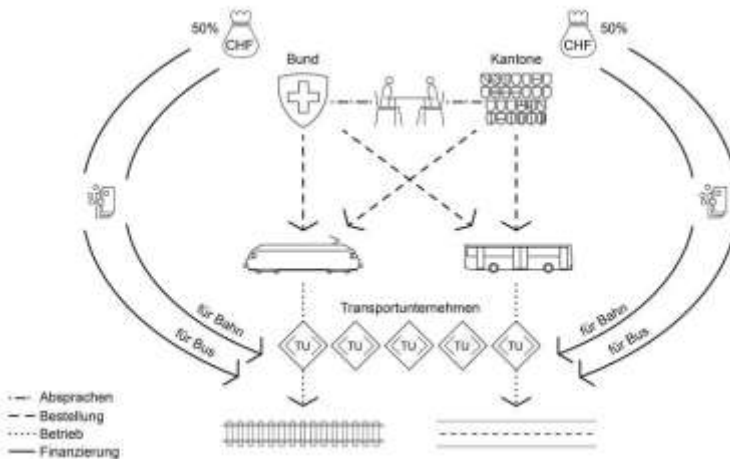 50%
CHF
50%
CHF
Bund
Kantone
Transportunternehmen
für Bahn
für Bus
für Bahn
für Bus
TU
TU
TU
TU
TU
Absprachen
Bestellung
Betrieb
Finanzierung